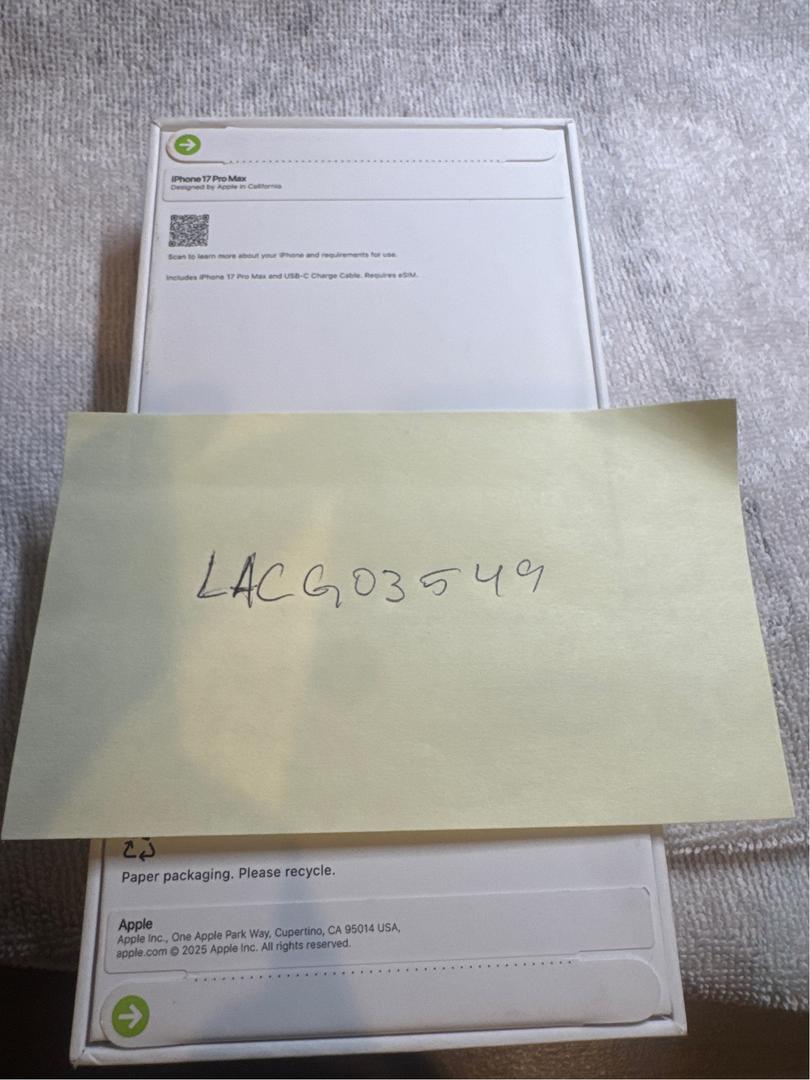 iPhone 17 Pro Max
Designed by Apple in California
Scan to learn more about your iPhone and requirements for use.
Includes iPhone 17 Pro Max and USB-C Charge Cable. Requires eSIM.
LACG03549
Paper packaging. Please recycle.
Apple
Apple Inc., One Apple Park Way, Cupertino, CA 95014 USA,
apple.com © 2025 Apple Inc. All rights reserved.